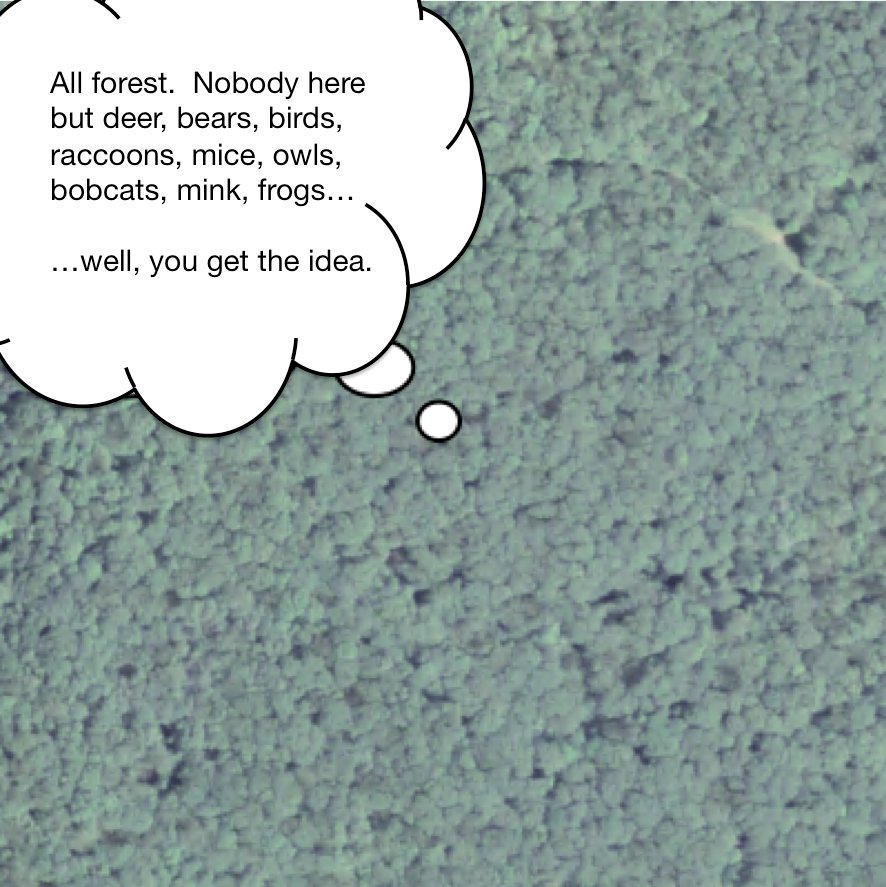 All forest.  Nobody here
but deer, bears, birds,
raccoons, mice, owls,
bobcats, mink, frogs…
…well, you get the idea.